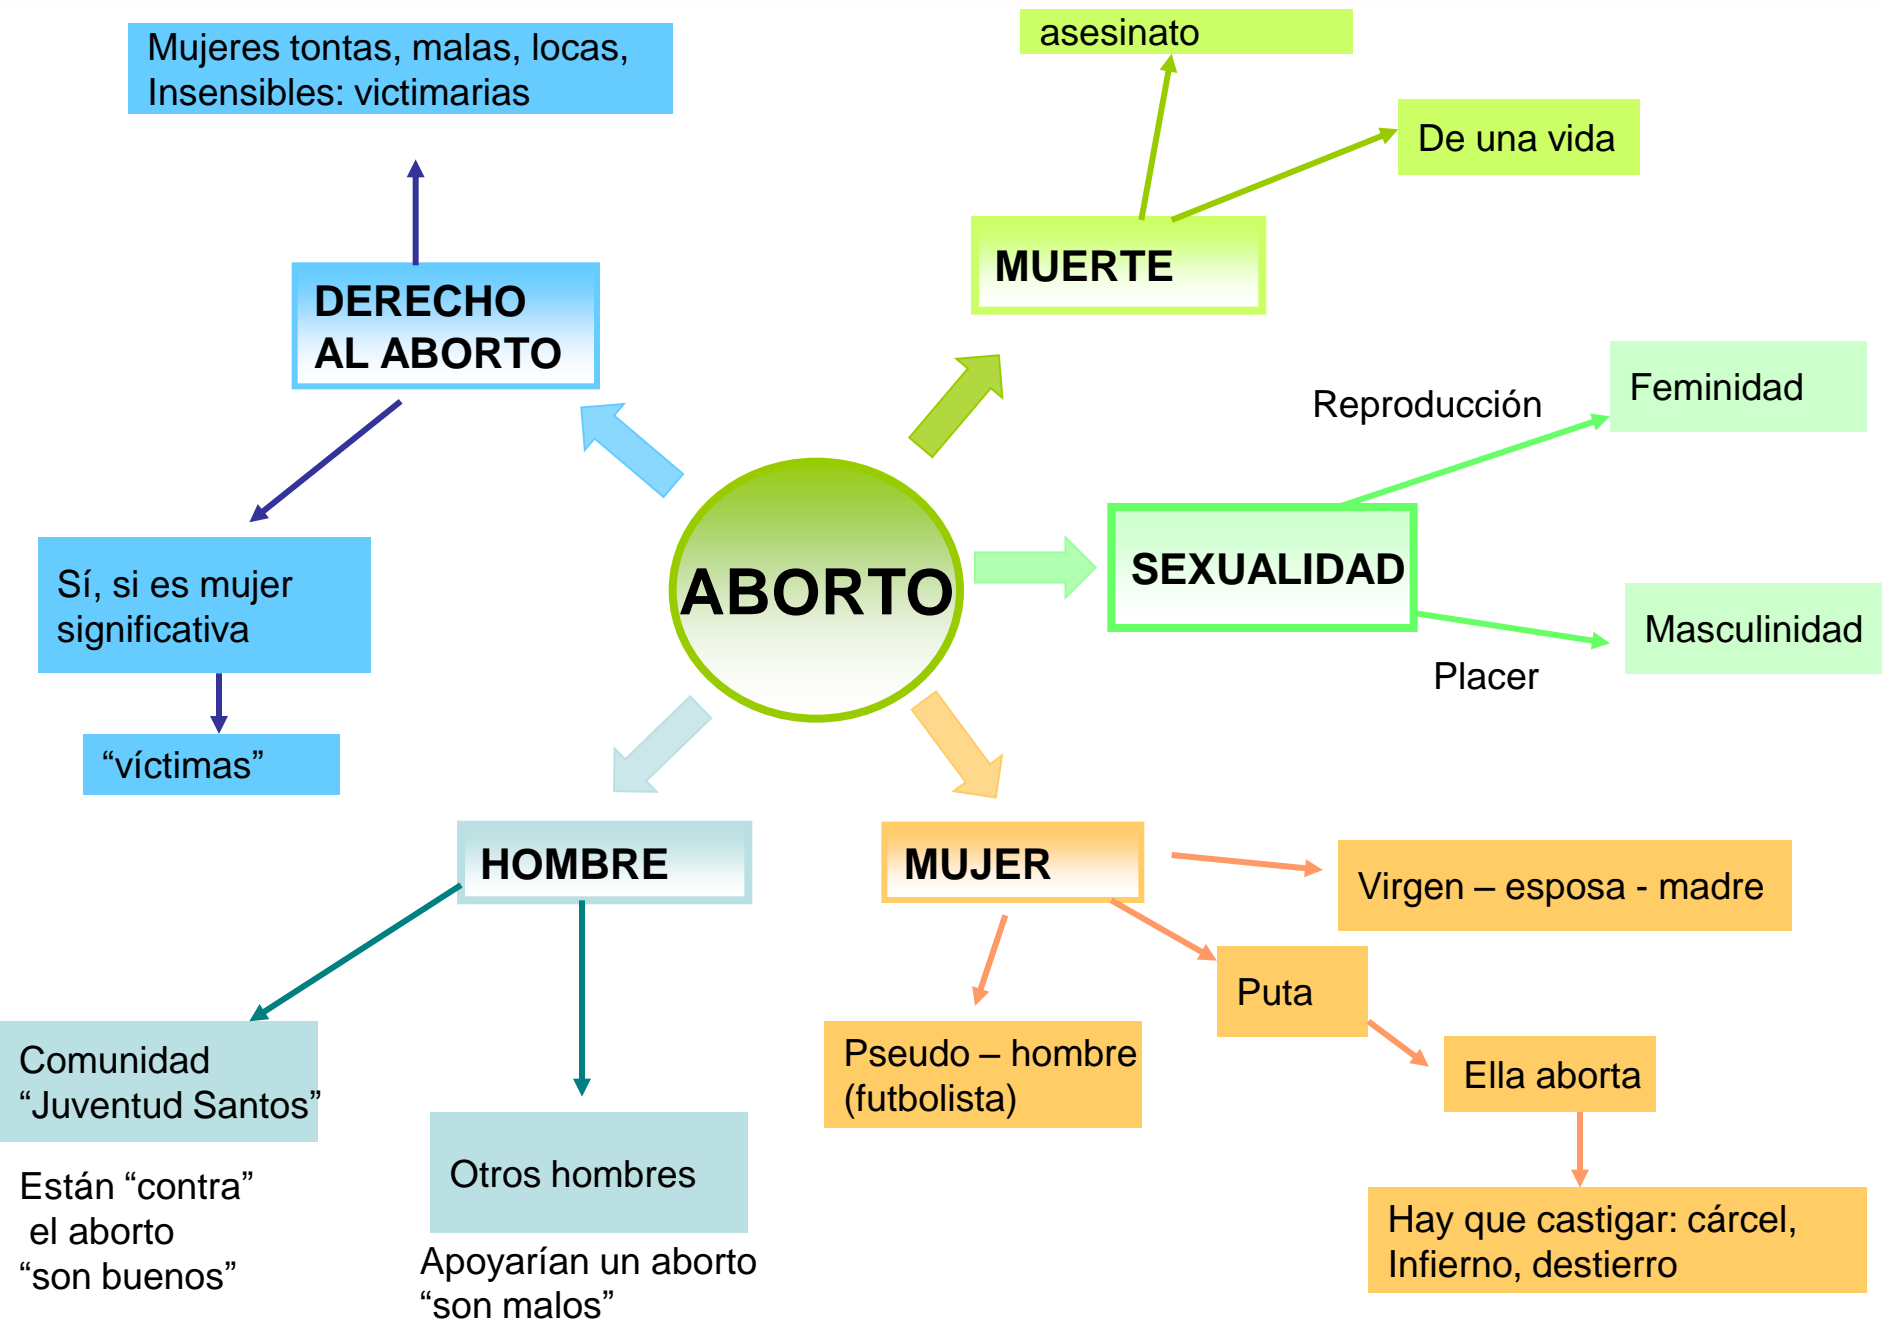 Mujeres tontas, malas, locas,
Insensibles: victimarias
asesinato
De una vida
MUERTE
DERECHO
AL ABORTO
Reproducción
Feminidad
SEXUALIDAD
ABORTO
Sí, si es mujer
significativa
Masculinidad
Placer
“víctimas”
HOMBRE
MUJER
Virgen – esposa - madre
Puta
Pseudo – hombre
(futbolista)
Ella aborta
Comunidad
“Juventud Santos”
Otros hombres
Están “contra”
el aborto
“son buenos”
Apoyarían un aborto
“son malos”
Hay que castigar: cárcel,
Infierno, destierro